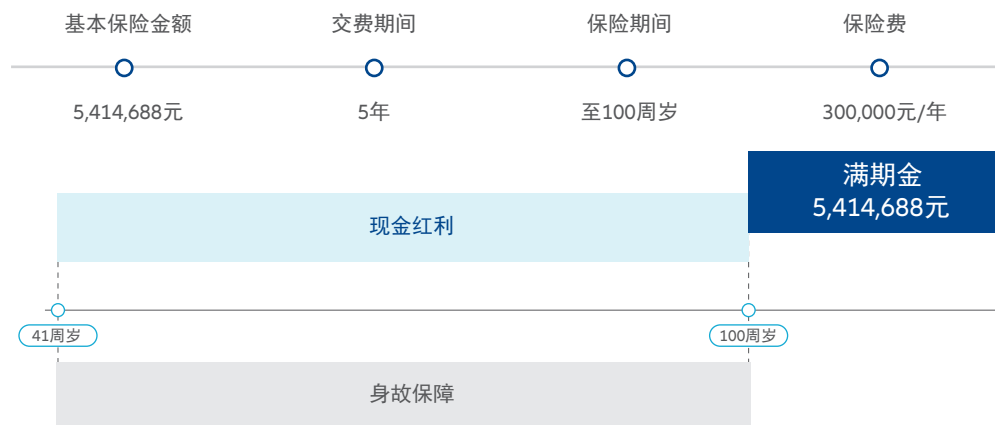 基本保险金额 交费期间 保险期间 保险费
5,414,688元 5年 至100周岁 300,000元/年
满期金
5,414,688元
现金红利
41周岁 100周岁
身故保障